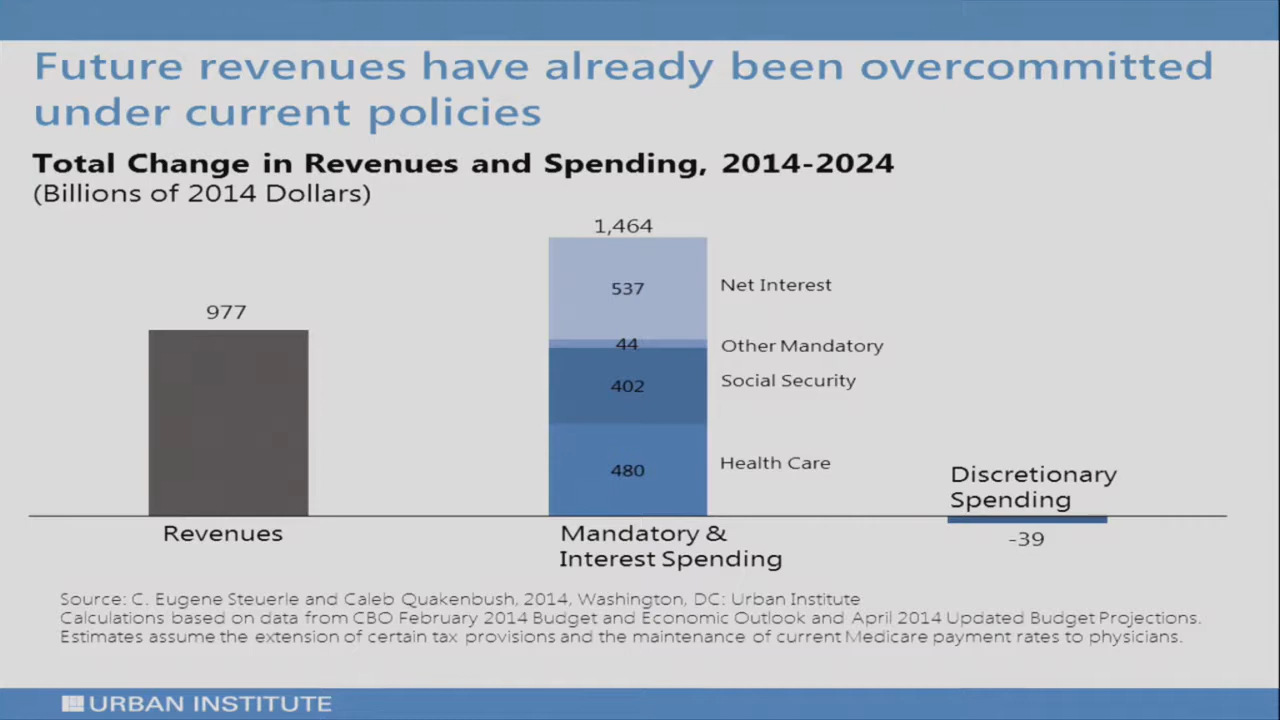 Future revenues have already been overcommitted
under current policies
Total Change in Revenues and Spending, 2014-2024
(Billions of 2014 Dollars)
1,464
537
Net Interest
977
44
Other Mandatory
402
Social Security
480
Health Care
Discretionary
Spending
Revenues
Mandatory &
Interest Spending
-39
Source: C. Eugene Steuerle and Caleb Quakenbush, 2014, Washington, DC: Urban Institute
Calculations based on data from CBO February 2014 Budget and Economic Outlook and April 2014 Updated Budget Projections.
Estimates assume the extension of certain tax provisions and the maintenance of current Medicare payment rates to physicians.
URBAN INSTITUTE